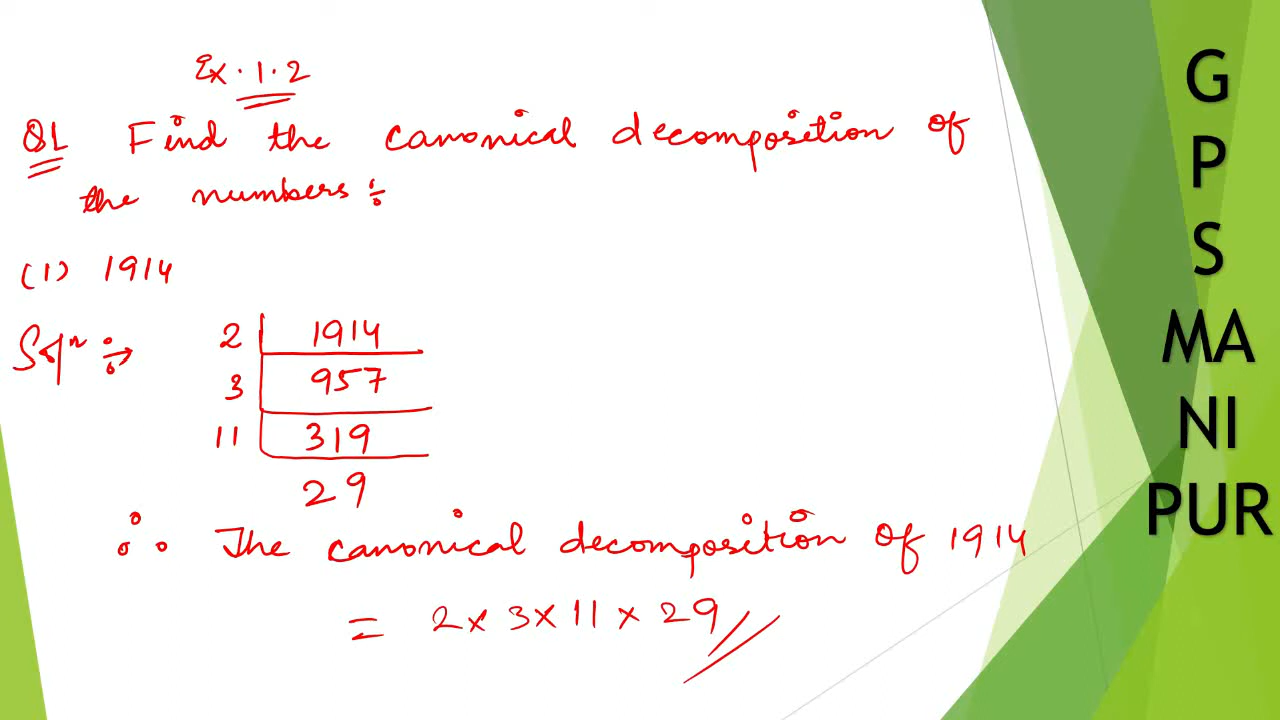 Ex. 1.2
Q1 Find the canonical decomposition of
the numbers:
(1) 1914
Soln :→
2 | 1914
3 | 957
11 | 319
29
∴ The canonical decomposition of 1914
= 2 × 3 × 11 × 29 //
G
P
S
MA
NI
PUR